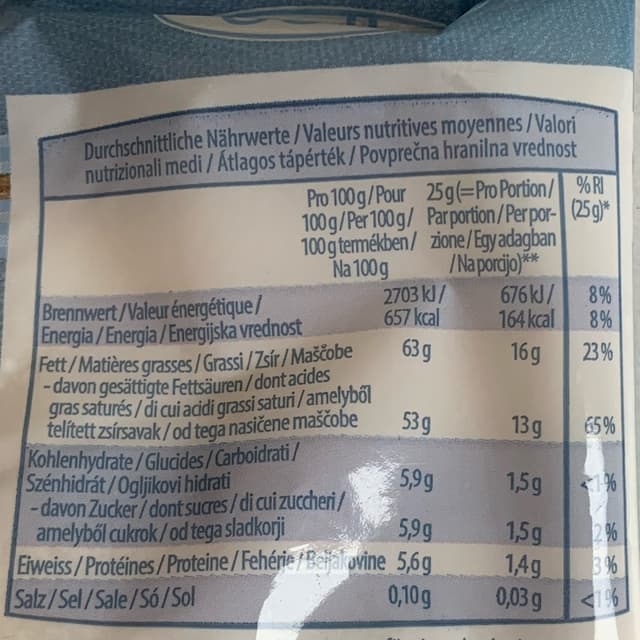 Durchschnittliche Nährwerte / Valeurs nutritives moyennes / Valori
nutrizionali medi / Átlagos tápérték / Povprečna hranilna vrednost
Pro 100 g / Pour 25 g (= Pro Portion / % RI
100 g / Per 100 g / Par portion / Per por- (25 g)*
100 g termékben / zione / Egy adagban
Na 100 g / Na porcijo)**
Brennwert / Valeur énergétique / 2703 kJ / 676 kJ / 8 %
Energia / Energia / Energijska vrednost 657 kcal 164 kcal 8 %
Fett / Matières grasses / Grassi / Zsír / Maščobe 63 g 16 g 23 %
- davon gesättigte Fettsäuren / dont acides
gras saturés / di cui acidi grassi saturi / amelyből
telített zsírsavak / od tega nasičene maščobe 53 g 13 g 65 %
Kohlenhydrate / Glucides / Carboidrati /
Szénhidrát / Ogljikovi hidrati 5,9 g 1,5 g <1 %
- davon Zucker / dont sucres / di cui zuccheri /
amelyből cukrok / od tega sladkorji 5,9 g 1,5 g 2 %
Eiweiss / Protéines / Proteine / Fehérje / Beljakovine 5,6 g 1,4 g 3 %
Salz / Sel / Sale / Só / Sol 0,10 g 0,03 g <1 %